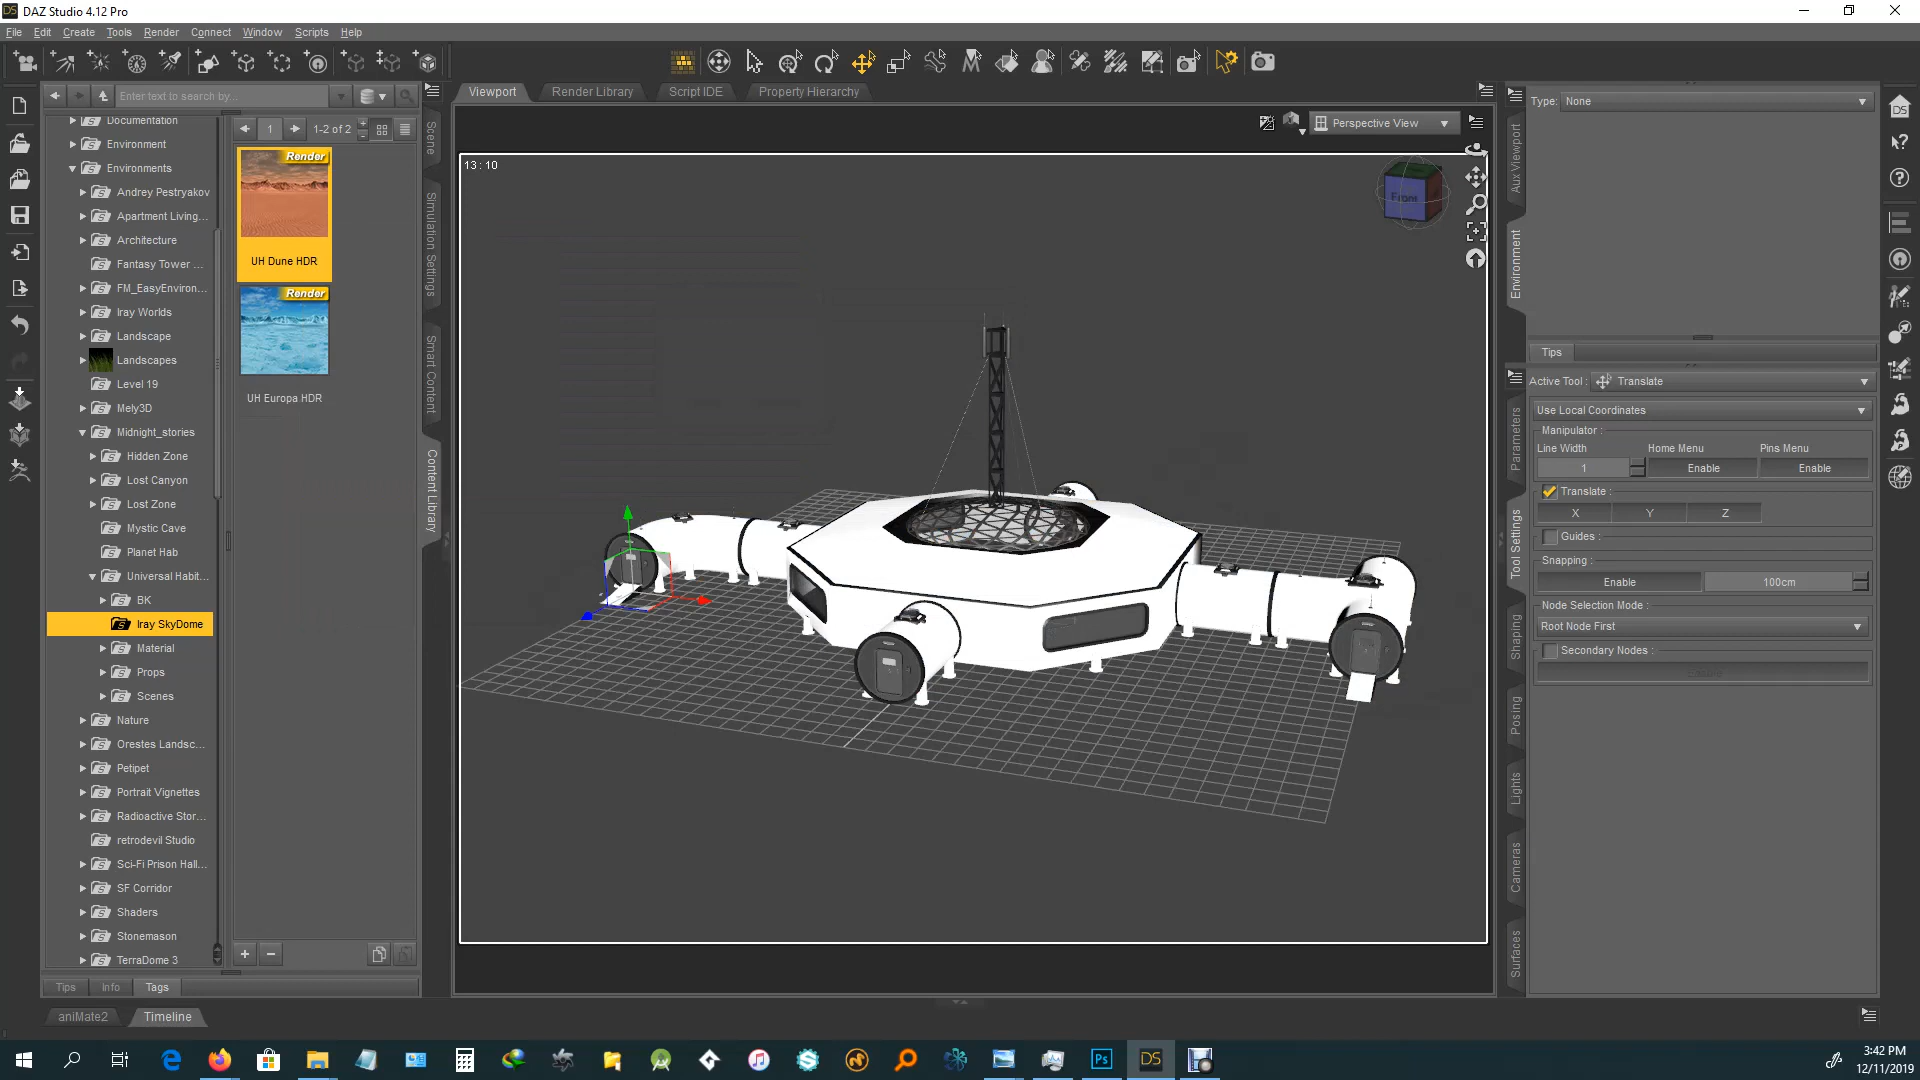 DAZ Studio 4.12 Pro
File Edit Create Tools Render Connect Window Scripts Help
Enter text to search by...
Viewport Render Library Script IDE Property Hierarchy
Type: None
Documentation
Environment
Environments
Andrey Pestryakov
Apartment Living...
Architecture
Fantasy Tower ...
FM_EasyEnviron...
Iray Worlds
Landscape
Landscapes
Level 19
Mely3D
Midnight_stories
Hidden Zone
Lost Canyon
Lost Zone
Mystic Cave
Planet Hab
Universal Habit...
BK
Iray SkyDome
Material
Props
Scenes
Nature
Orestes Landsc...
Petipet
Portrait Vignettes
Radioactive Stor...
retrodevil Studio
Sci-Fi Prison Hall...
SF Corridor
Shaders
Stonemason
TerraDome 3
1 1-2 of 2
Render
UH Dune HDR
Render
UH Europa HDR
Scene
Simulation Settings
Smart Content
Content Library
Perspective View
13 : 10
Front
Aux Viewport
Environment
Tips
Active Tool : Translate
Use Local Coordinates
Manipulator :
Line Width Home Menu Pins Menu
1 Enable Enable
Translate :
X Y Z
Guides :
Snapping :
Enable 100cm
Node Selection Mode :
Root Node First
Secondary Nodes :
Parameters
Tool Settings
Shaping
Posing
Lights
Cameras
Surfaces
Tips Info Tags
aniMate2 Timeline
Ps DS
3:42 PM
12/11/2019